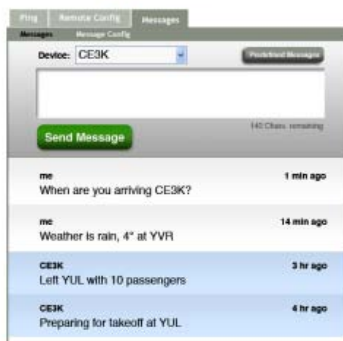 Ping Remote Config Messages
Messages Message Config
Device: CE3K Predefined Messages
140 Chars. remaining
Send Message
me 1 min ago
When are you arriving CE3K?
me 14 min ago
Weather is rain, 4° at YVR
CE3K 3 hr ago
Left YUL with 10 passengers
CE3K 4 hr ago
Preparing for takeoff at YUL